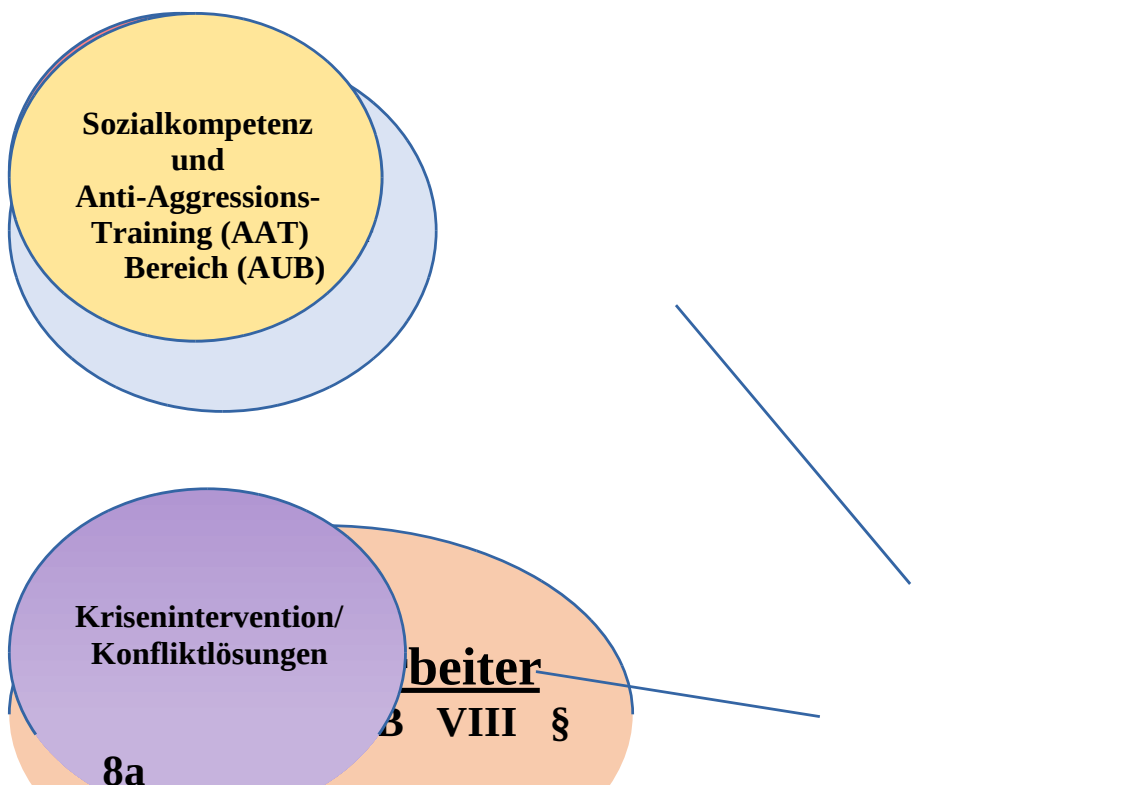 Sozialkompetenz
und
Anti-Aggressions-
Training (AAT)
Bereich (AUB)
Krisenintervention/
Konfliktlösungen
beiter
VIII §
8a